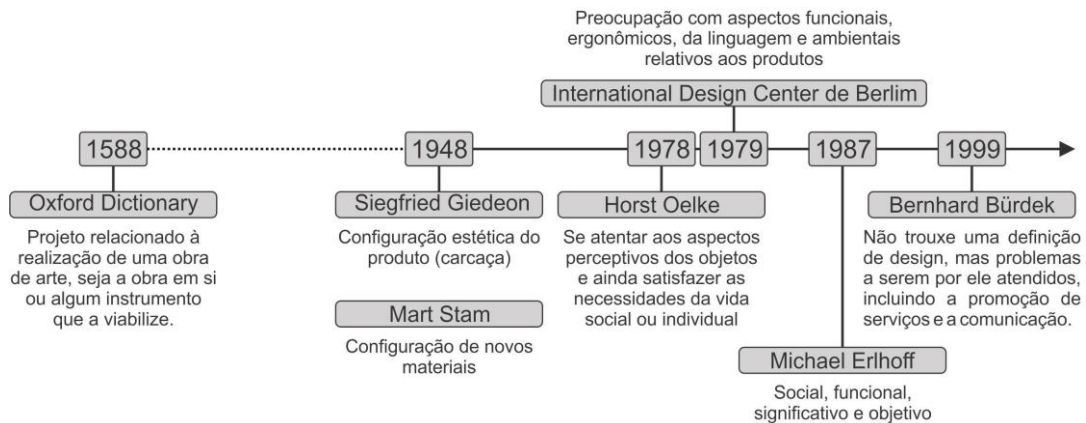 Preocupação com aspectos funcionais,
ergonômicos, da linguagem e ambientais
relativos aos produtos
International Design Center de Berlim
1588
1948
1978
1979
1987
1999
Oxford Dictionary
Projeto relacionado à
realização de uma obra
de arte, seja a obra em si
ou algum instrumento
que a viabilize.
Siegfried Giedeon
Configuração estética do
produto (carcaça)
Mart Stam
Configuração de novos
materiais
Horst Oelke
Se atentar aos aspectos
perceptivos dos objetos
e ainda satisfazer as
necessidades da vida
social ou individual
Michael Erlhoff
Social, funcional,
significativo e objetivo
Bernhard Bürdek
Não trouxe uma definição
de design, mas problemas
a serem por ele atendidos,
incluindo a promoção de
serviços e a comunicação.